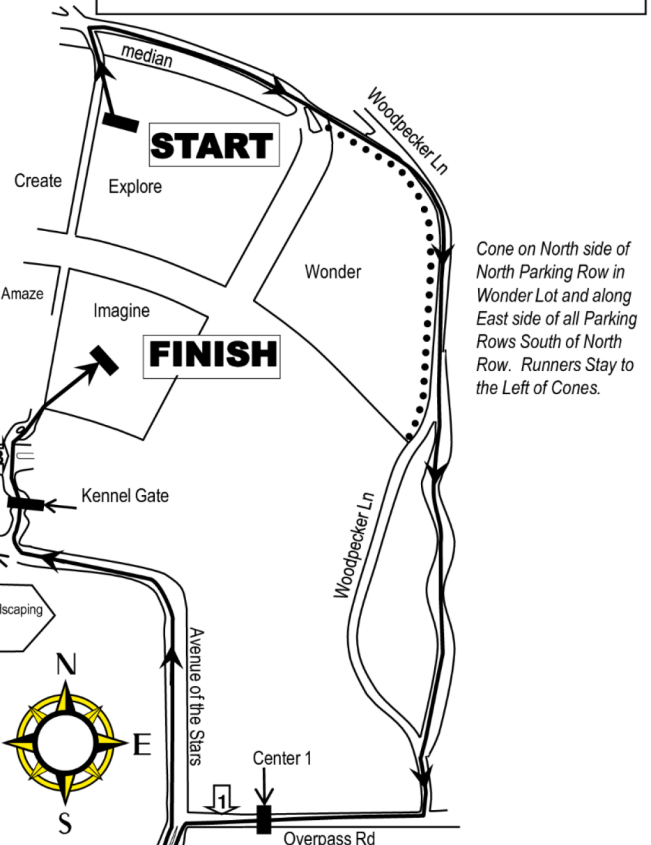 median
Woodpecker Ln
START
Create
Explore
Cone on North side of
North Parking Row in
Wonder Lot and along
East side of all Parking
Rows South of North
Row. Runners Stay to
the Left of Cones.
Wonder
Amaze
Imagine
FINISH
Kennel Gate
Woodpecker Ln
lscaping
Avenue of the Stars
N
E
S
Center 1
1
Overpass Rd